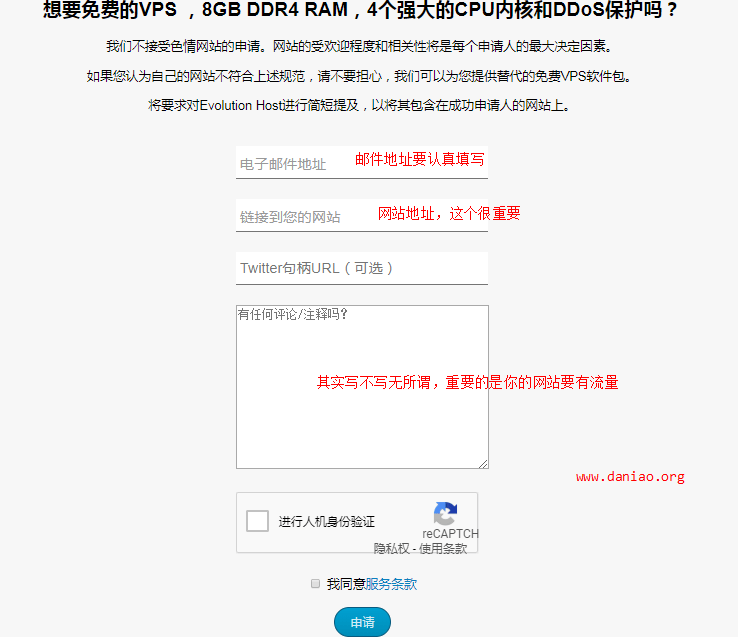 想要免费的VPS ，8GB DDR4 RAM，4个强大的CPU内核和DDoS保护吗？
我们不接受色情网站的申请。网站的受欢迎程度和相关性将是每个申请人的最大决定因素。
如果您认为自己的网站不符合上述规范，请不要担心，我们可以为您提供替代的免费VPS软件包。
将要求对Evolution Host进行简短提及，以将其包含在成功申请人的网站上。
电子邮件地址 邮件地址要认真填写
链接到您的网站 网站地址，这个很重要
Twitter句柄URL（可选）
有任何评论/注释吗?
其实写不写无所谓，重要的是你的网站要有流量
www.daniao.org
进行人机身份验证
reCAPTCH
隐私权 - 使用条款
我同意服务条款
申请